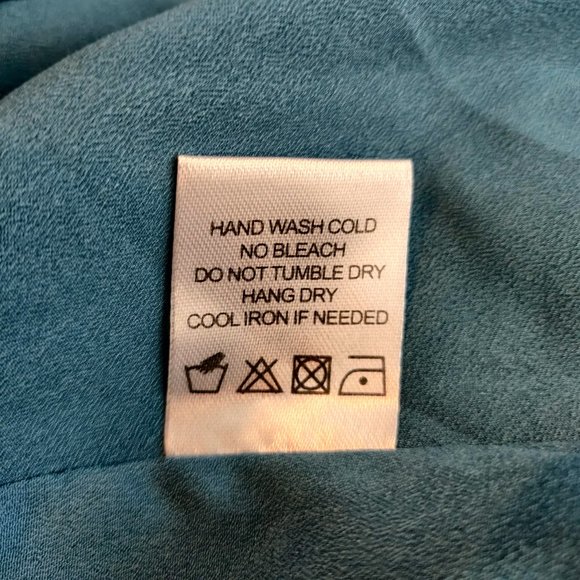 HAND WASH COLD
NO BLEACH
DO NOT TUMBLE DRY
HANG DRY
COOL IRON IF NEEDED